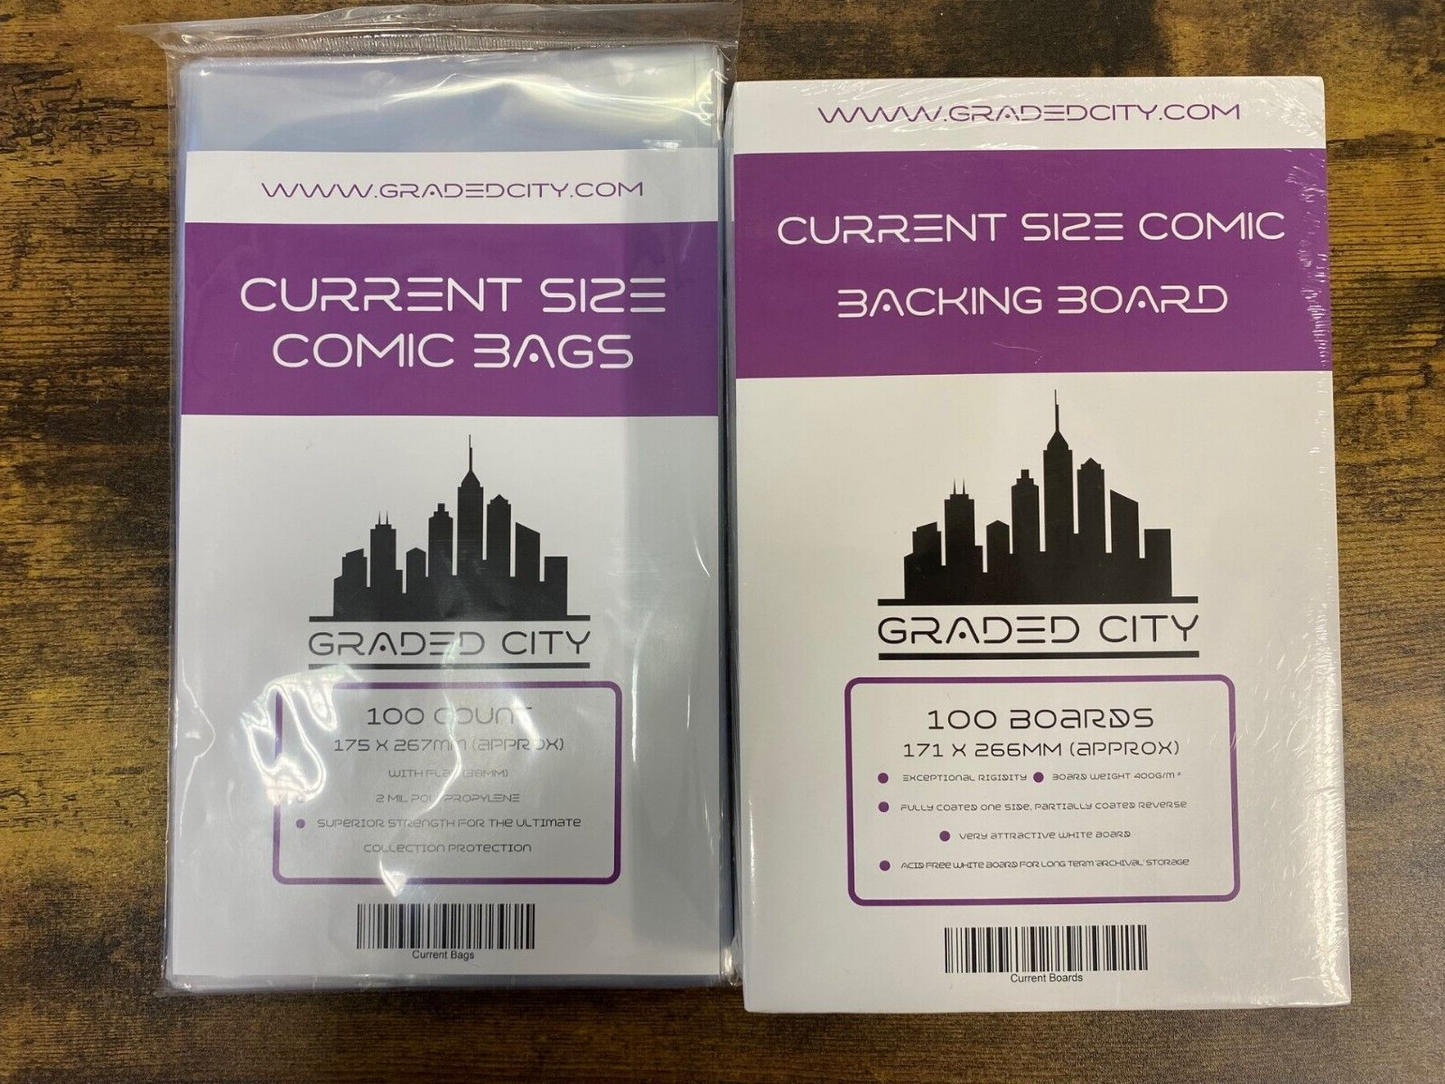 WWW.GRADEDCITY.COM
CURRENT SIZE
COMIC BAGS
GRADED CITY
100 COUNT
175 X 267MM (APPROX)
WITH FLAP (38MM)
2 MIL POLYPROPYLENE
SUPERIOR STRENGTH FOR THE ULTIMATE
COLLECTION PROTECTION
Current Bags
WWW.GRADEDCITY.COM
CURRENT SIZE COMIC
BACKING BOARD
GRADED CITY
100 BOARDS
171 X 266MM (APPROX)
EXCEPTIONAL RIGIDITY BOARD WEIGHT 400G/M²
FULLY COATED ONE SIDE, PARTIALLY COATED REVERSE
VERY ATTRACTIVE WHITE BOARD
ACID FREE WHITE BOARD FOR LONG TERM 'ARCHIVAL' STORAGE
Current Boards